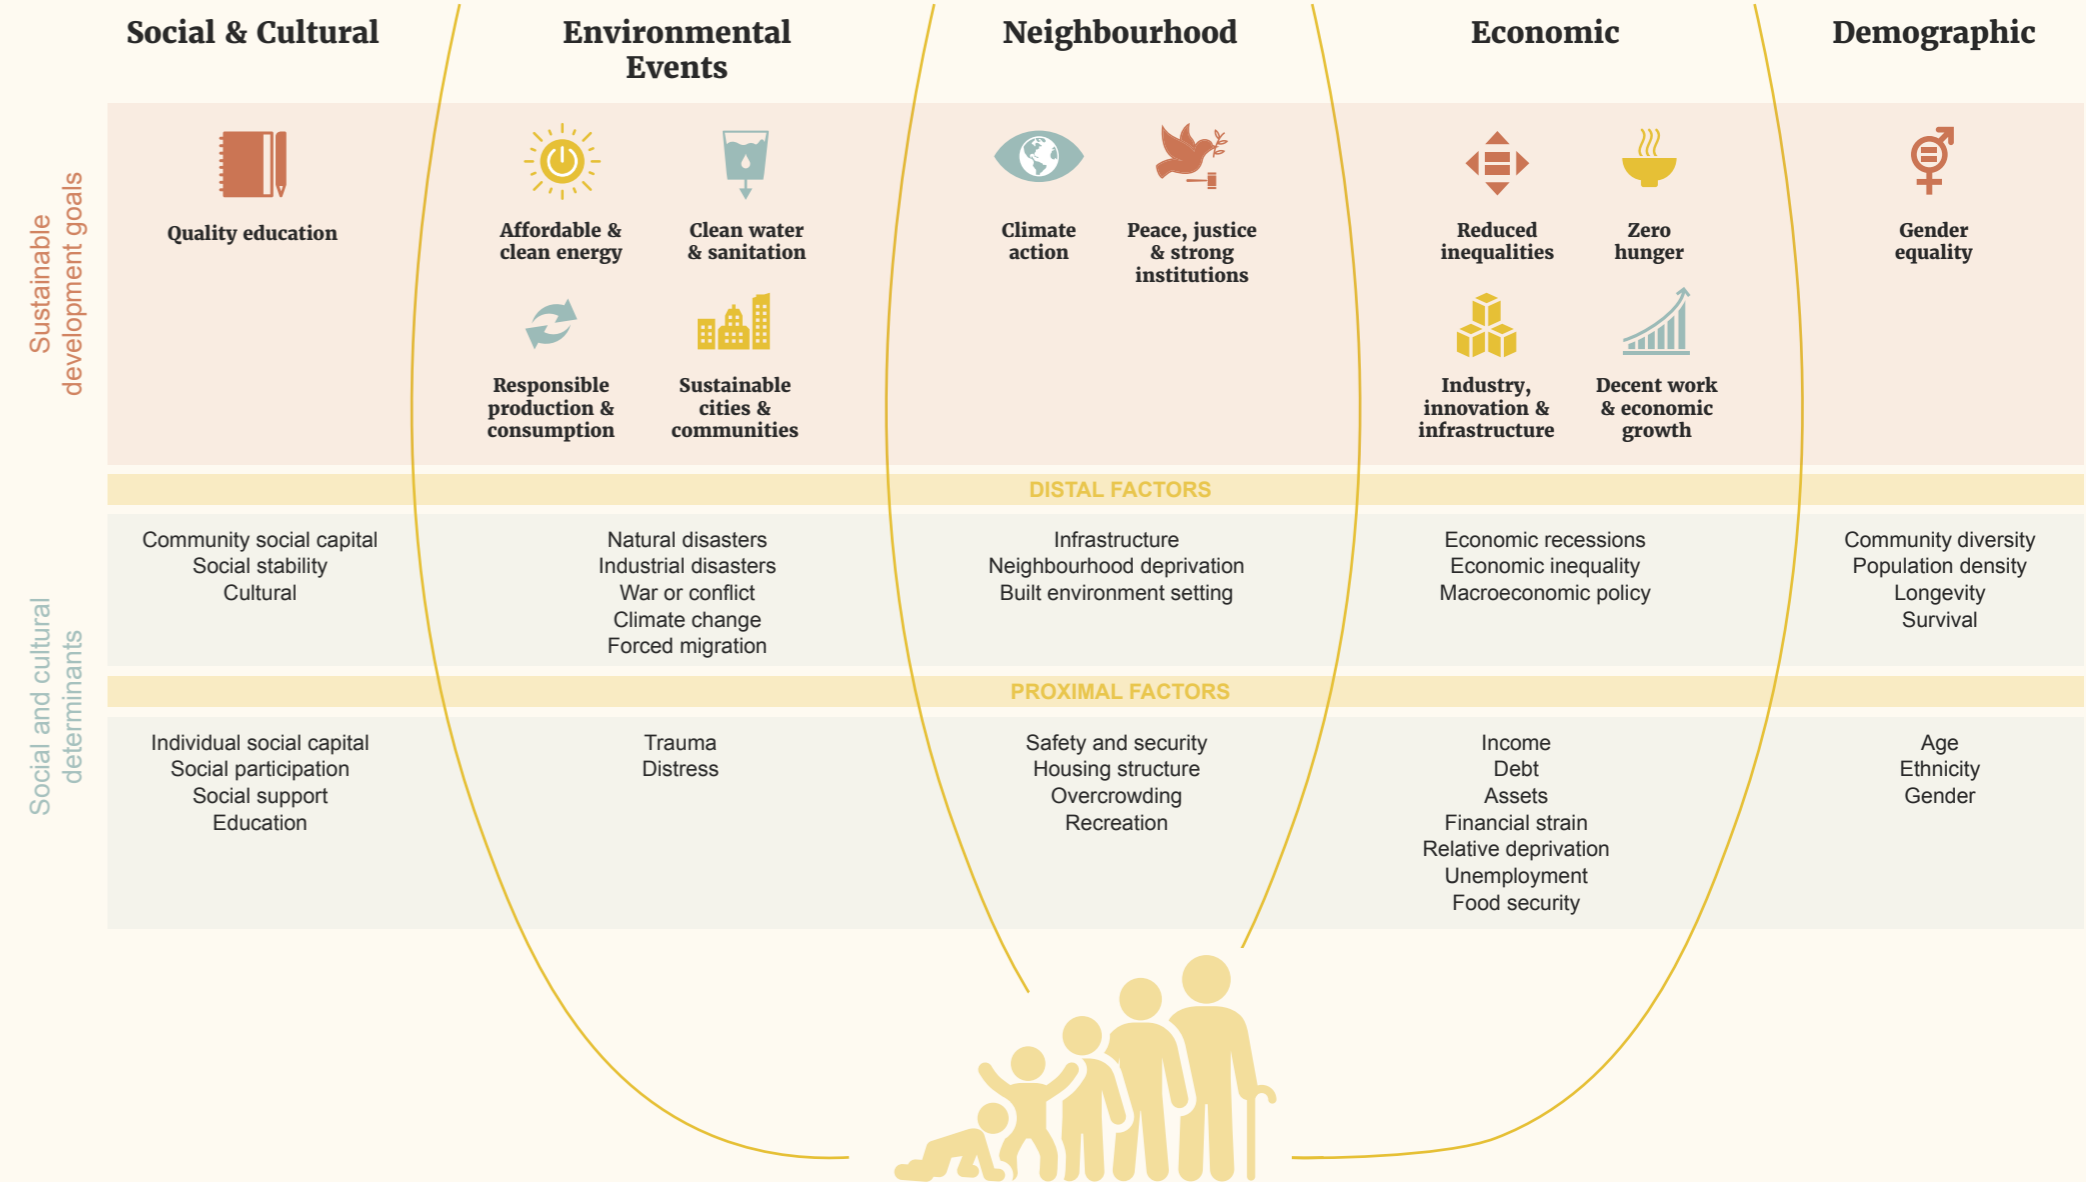 Social & Cultural
Environmental
Events
Neighbourhood
Economic
Demographic
Sustainable
development goals
Quality education
Affordable &
clean energy
Clean water
& sanitation
Responsible
production &
consumption
Sustainable
cities &
communities
Climate
action
Peace, justice
& strong
institutions
Reduced
inequalities
Zero
hunger
Industry,
innovation &
infrastructure
Decent work
& economic
growth
Gender
equality
DISTAL FACTORS
Social and cultural
determinants
Community social capital
Social stability
Cultural
Natural disasters
Industrial disasters
War or conflict
Climate change
Forced migration
Infrastructure
Neighbourhood deprivation
Built environment setting
Economic recessions
Economic inequality
Macroeconomic policy
Community diversity
Population density
Longevity
Survival
PROXIMAL FACTORS
Individual social capital
Social participation
Social support
Education
Trauma
Distress
Safety and security
Housing structure
Overcrowding
Recreation
Income
Debt
Assets
Financial strain
Relative deprivation
Unemployment
Food security
Age
Ethnicity
Gender